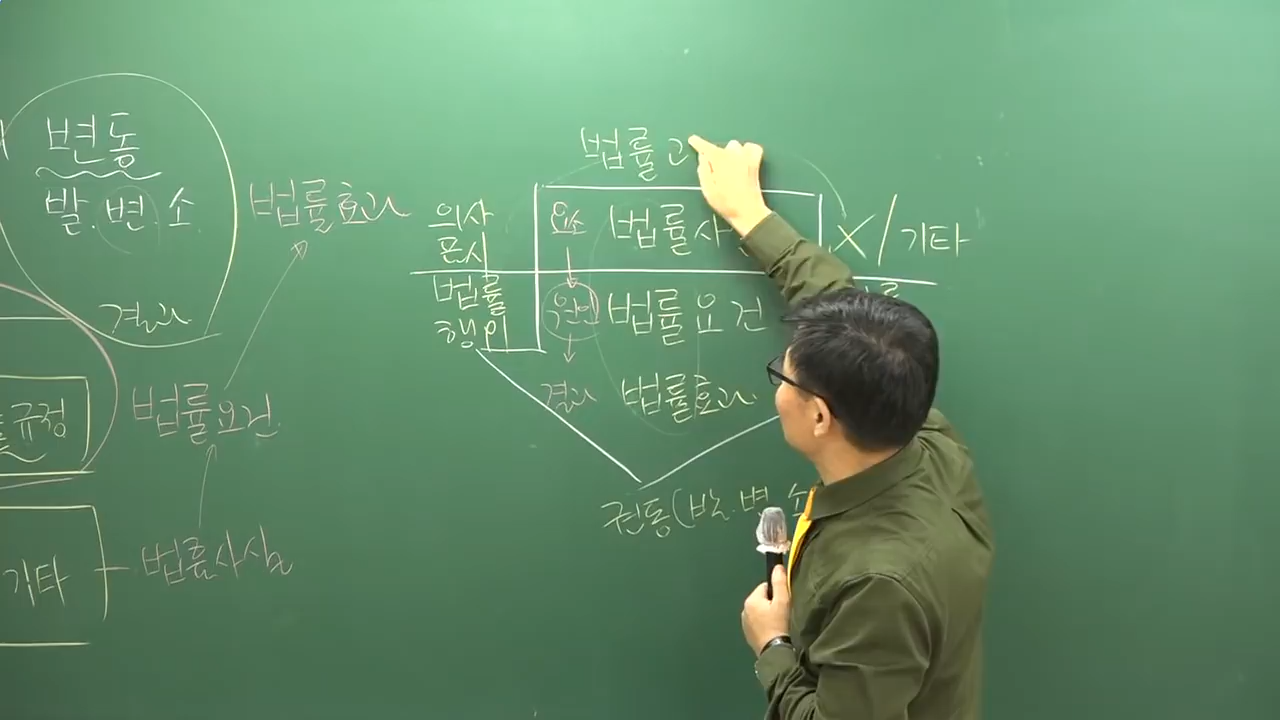 변동
발.변.소.
결과
법률효과
법률요건
규정
기타
법률사실
법률
의사
표시
요소
법률사
X/기타
법률
행위
원인
법률요건
결과
법률효과
권동(발.변.소